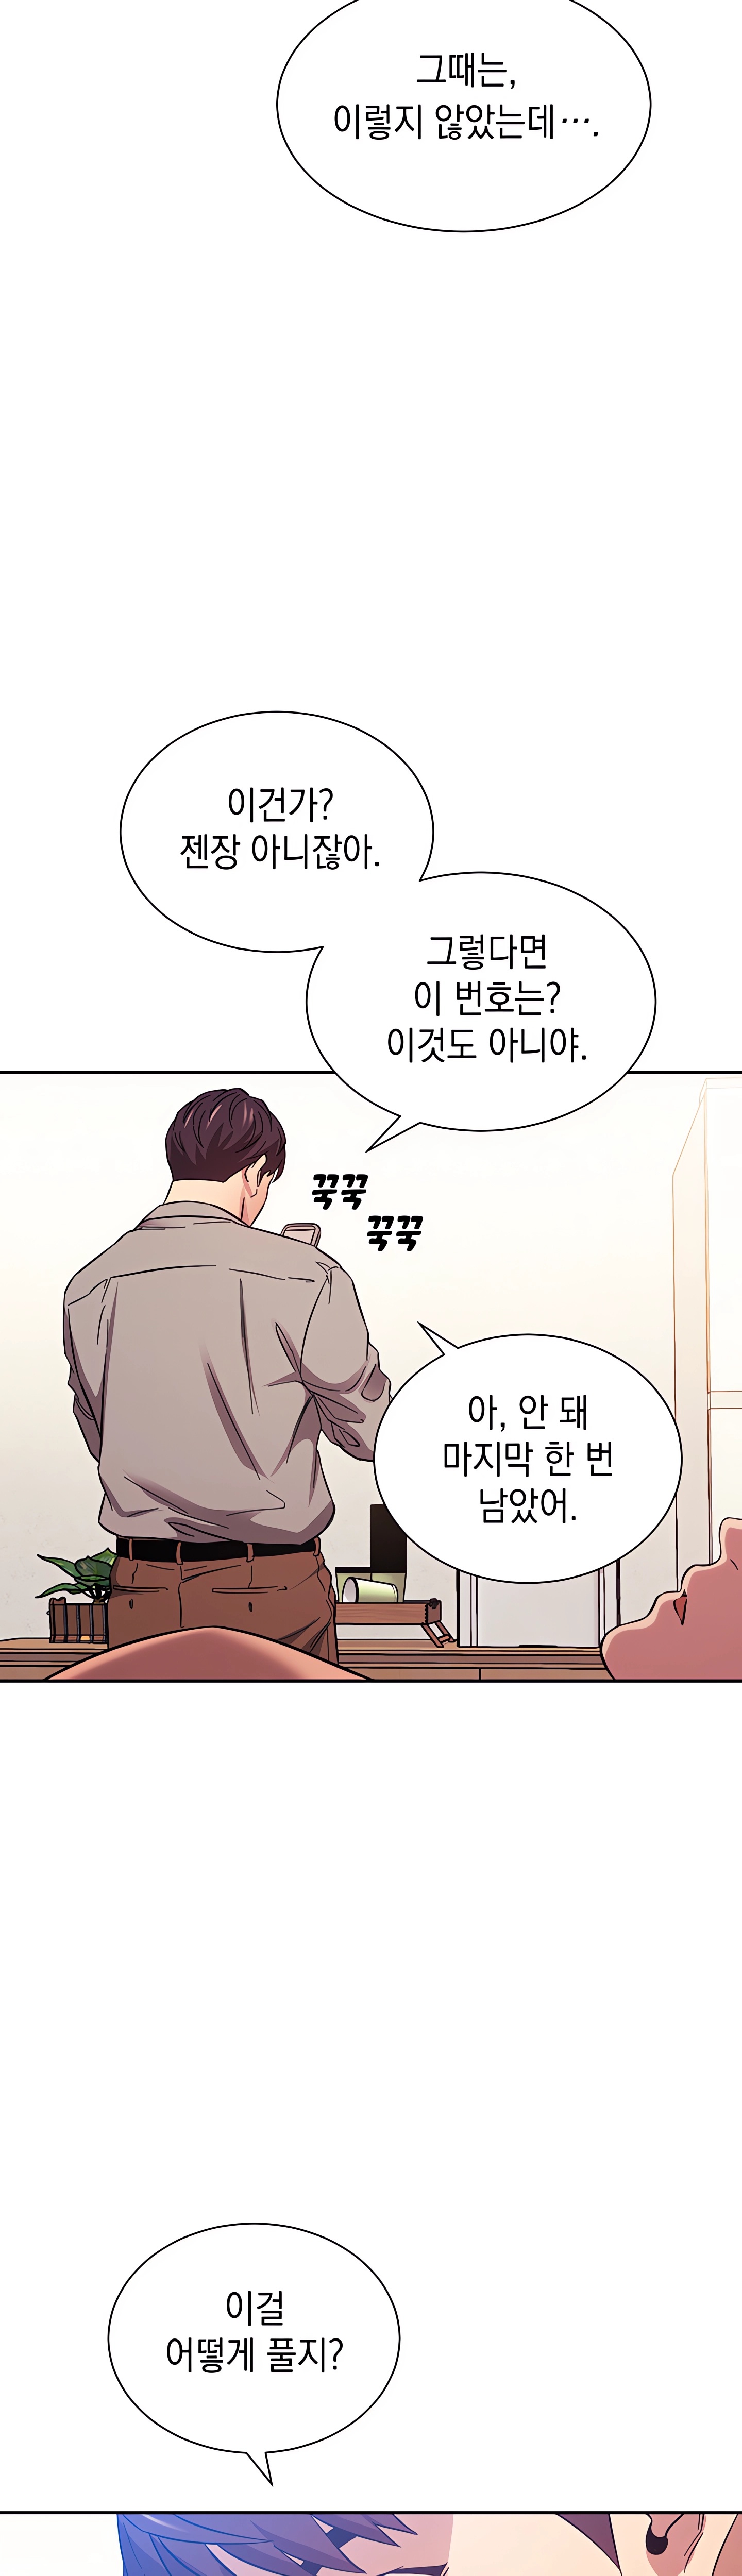 그때는,
이렇지 않았는데….
이건가?
젠장 아니잖아.
그렇다면
이 번호는?
이것도 아니야.
꾹꾹
꾹꾹
아, 안 돼
마지막 한 번
남았어.
이걸
어떻게 풀지?